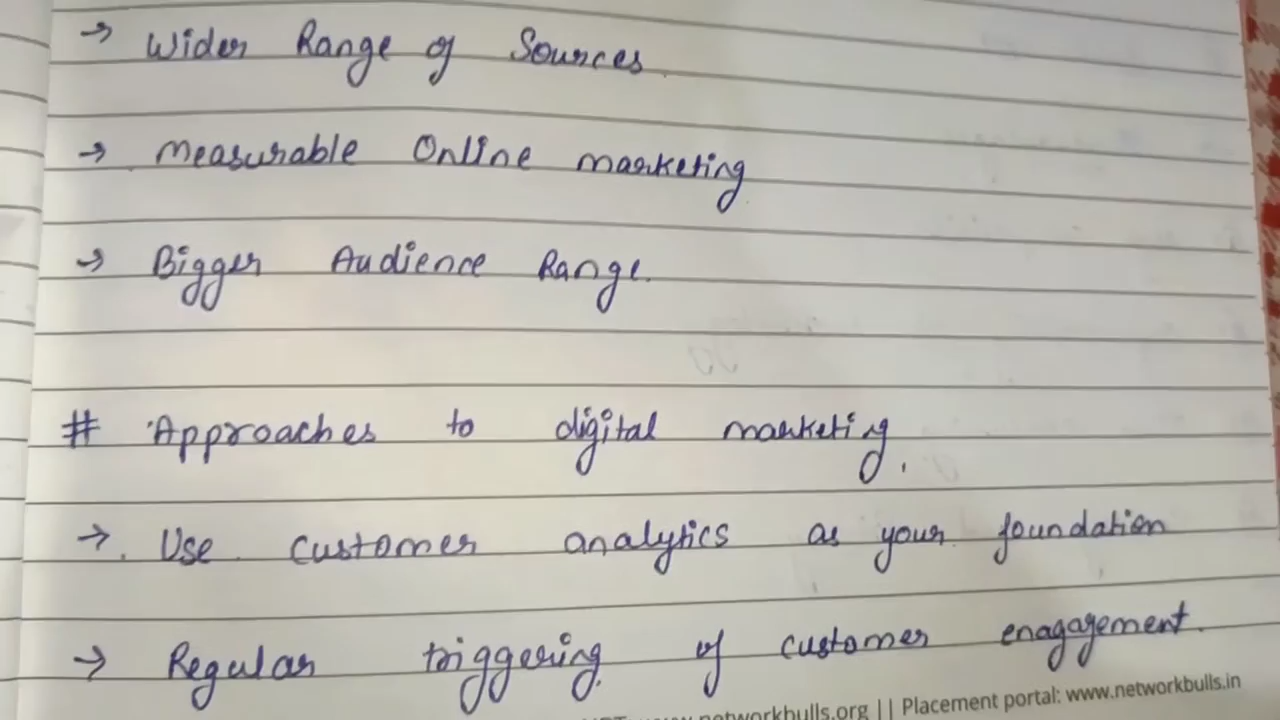 → Wider Range of Sources
→ Measurable Online marketing
→ Bigger Audience Range.
# Approaches to digital marketing.
→ Use customer analytics as your foundation
→ Regular triggering of customer enagagement.
networkbulls.org || Placement portal: www.networkbulls.in